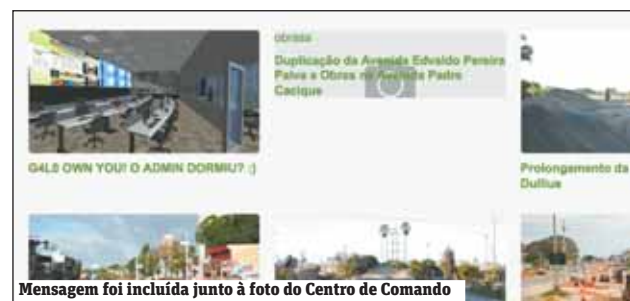 obrasa
Duplicação da Avenida Edvaldo Pereira
Paiva e Obras na Avenida Padre
Cacique
G4L0 OWN YOU! O ADMIN DORMIU? :)
Prolongamento da
Dullius
Mensagem foi incluída junto à foto do Centro de Comando